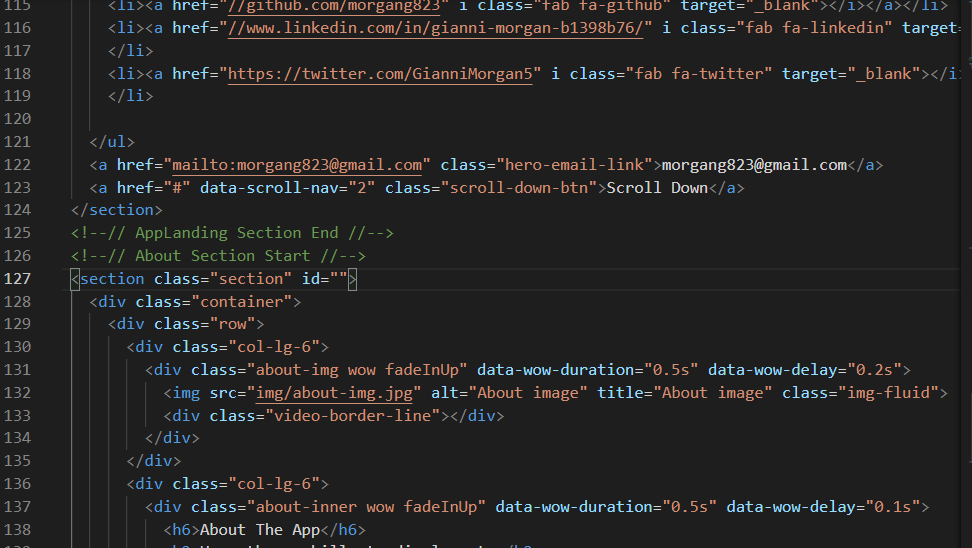 115 <li><a href="//github.com/morgang823" i class="fab fa-github" target="_blank"></i></a></li>
116 <li><a href="//www.linkedin.com/in/gianni-morgan-b1398b76/" i class="fab fa-linkedin" target=
117 </li>
118 <li><a href="https://twitter.com/GianniMorgan5" i class="fab fa-twitter" target="_blank"></i
119 </li>
120
121 </ul>
122 <a href="mailto:morgang823@gmail.com" class="hero-email-link">morgang823@gmail.com</a>
123 <a href="#" data-scroll-nav="2" class="scroll-down-btn">Scroll Down</a>
124 </section>
125 <!--// AppLanding Section End //-->
126 <!--// About Section Start //-->
127 <section class="section" id="">
128 <div class="container">
129 <div class="row">
130 <div class="col-lg-6">
131 <div class="about-img wow fadeInUp" data-wow-duration="0.5s" data-wow-delay="0.2s">
132 <img src="img/about-img.jpg" alt="About image" title="About image" class="img-fluid">
133 <div class="video-border-line"></div>
134 </div>
135 </div>
136 <div class="col-lg-6">
137 <div class="about-inner wow fadeInUp" data-wow-duration="0.5s" data-wow-delay="0.1s">
138 <h6>About The App</h6>